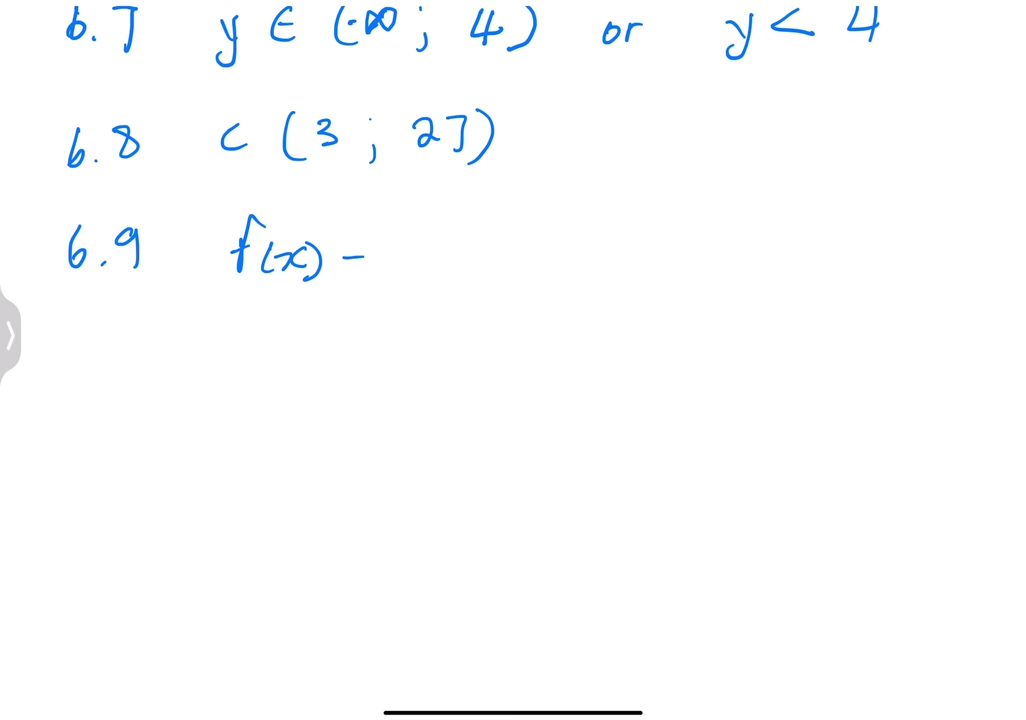 6.7 y ∈ (-∞ ; 4) or y < 4
6.8 C (3 ; 27)
6.9 f(x) -